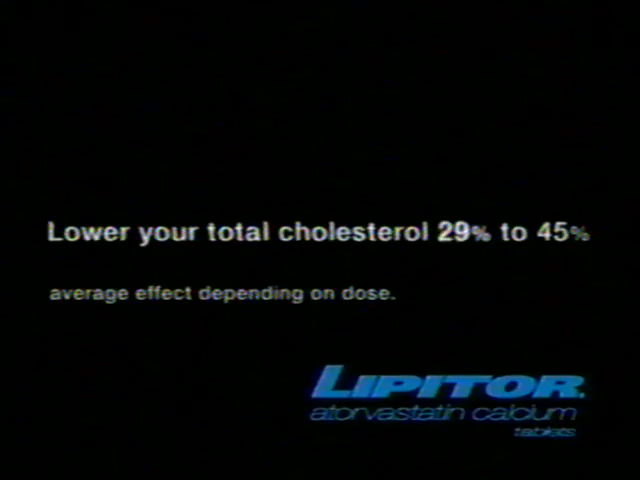 Lower your total cholesterol 29% to 45%
average effect depending on dose.
LIPITOR.
atorvastatin calcium
tablets